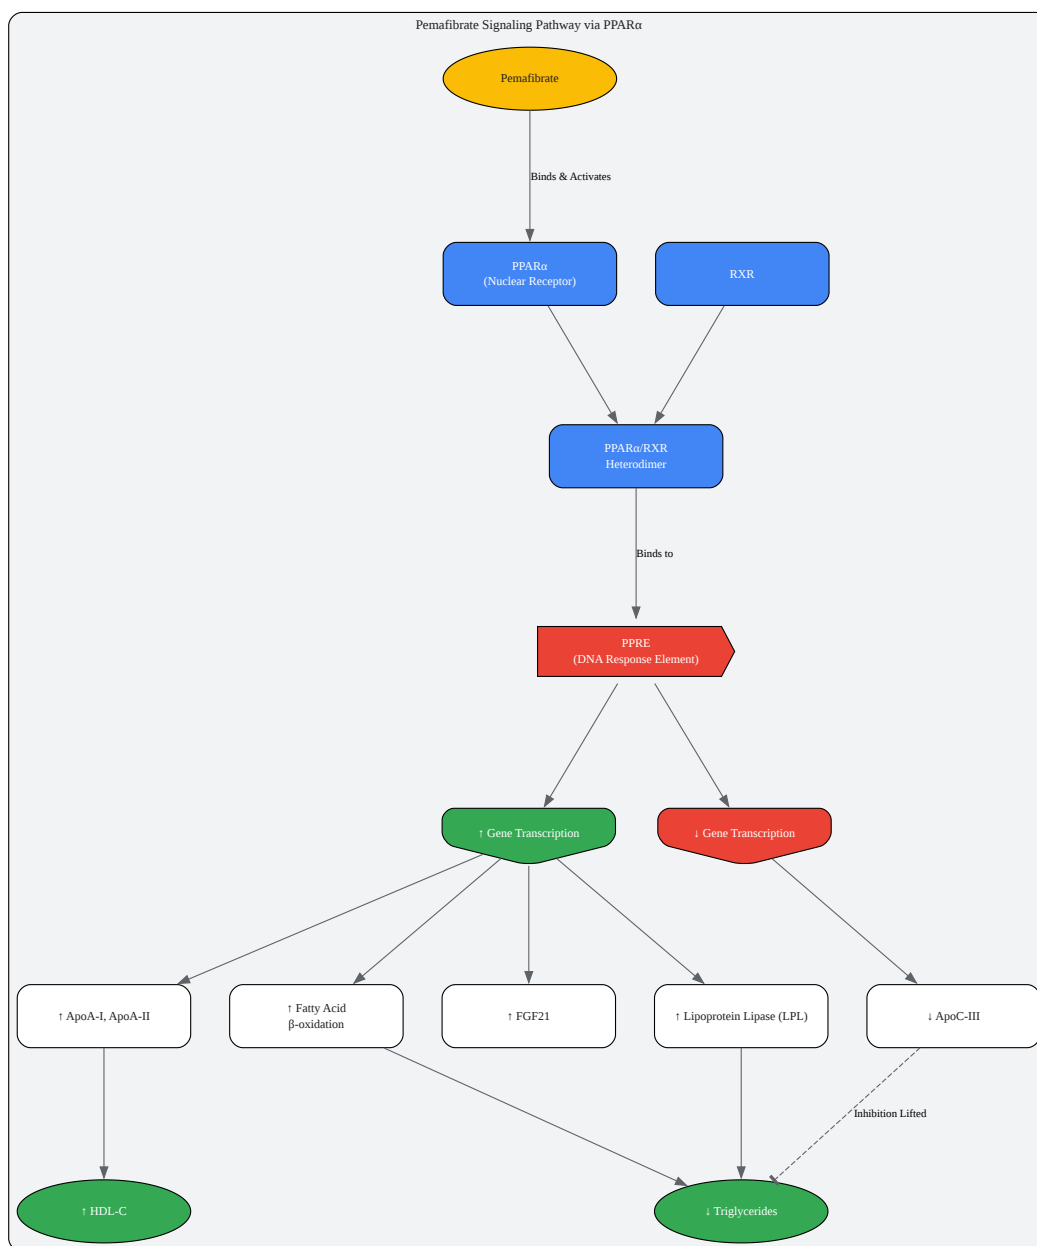 Pemafibrate Signaling Pathway via PPARα
Pemafibrate
Binds & Activates
PPARα
(Nuclear Receptor)
RXR
PPARα/RXR
Heterodimer
Binds to
PPRE
(DNA Response Element)
↑ Gene Transcription
↓ Gene Transcription
↑ ApoA-I, ApoA-II
↑ Fatty Acid
β-oxidation
↑ FGF21
↑ Lipoprotein Lipase (LPL)
↓ ApoC-III
Inhibition Lifted
↑ HDL-C
↓ Triglycerides